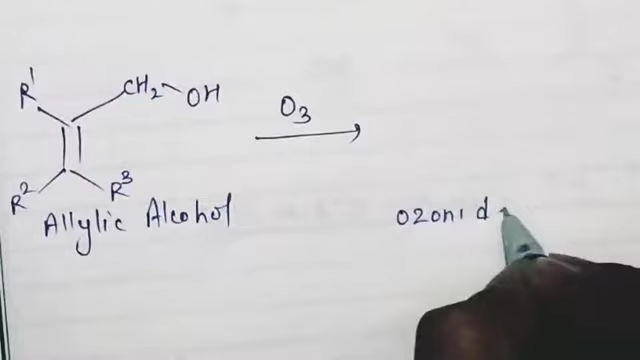 R¹
CH₂
OH
O₃
R²
R³
Allylic Alcohol
ozonid